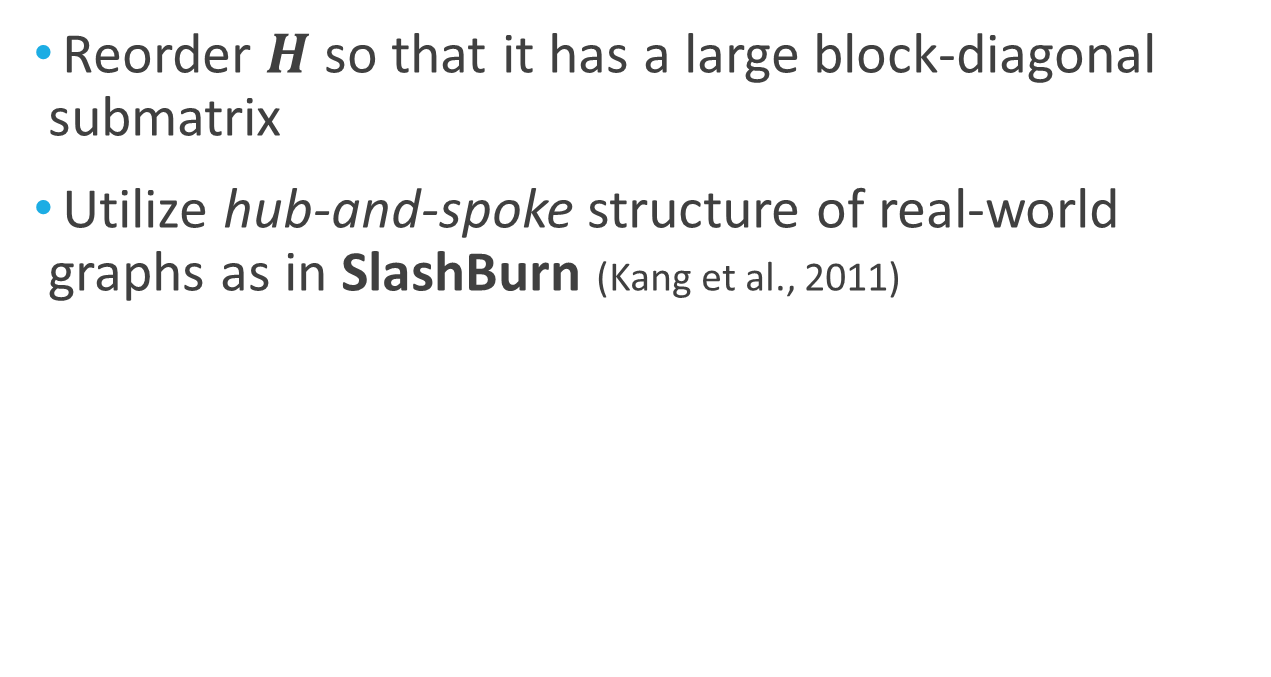 • Reorder H so that it has a large block-diagonal
submatrix
• Utilize hub-and-spoke structure of real-world
graphs as in SlashBurn (Kang et al., 2011)